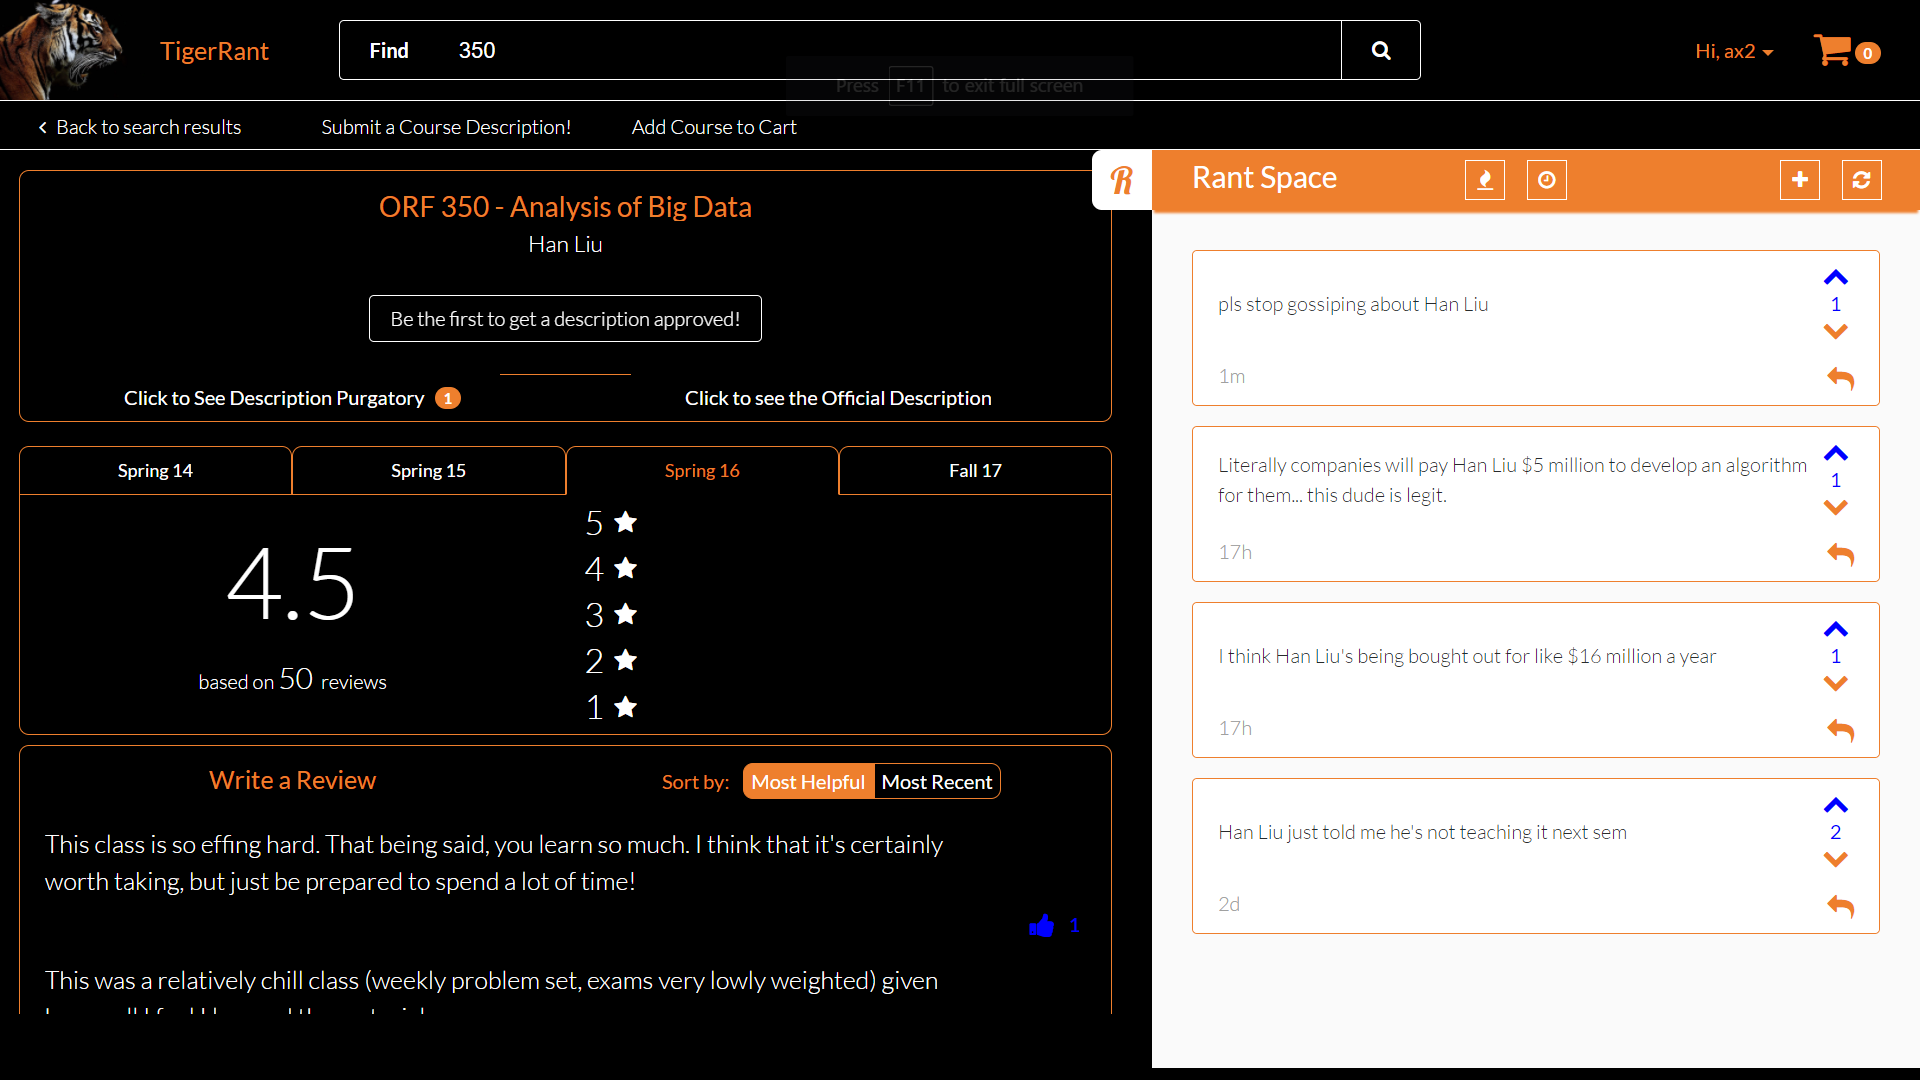 TigerRant
Find 350
Hi, ax2
0
Press F11 to exit full screen
Back to search results
Submit a Course Description!
Add Course to Cart
ORF 350 - Analysis of Big Data
Han Liu
Be the first to get a description approved!
Click to See Description Purgatory 1
Click to see the Official Description
Spring 14
Spring 15
Spring 16
Fall 17
4.5
based on 50 reviews
5
4
3
2
1
Write a Review
Sort by: Most Helpful Most Recent
This class is so effing hard. That being said, you learn so much. I think that it's certainly
worth taking, but just be prepared to spend a lot of time!
1
This was a relatively chill class (weekly problem set, exams very lowly weighted) given
R
Rant Space
pls stop gossiping about Han Liu
1
1m
Literally companies will pay Han Liu $5 million to develop an algorithm
for them... this dude is legit.
1
17h
I think Han Liu's being bought out for like $16 million a year
1
17h
Han Liu just told me he's not teaching it next sem
2
2d